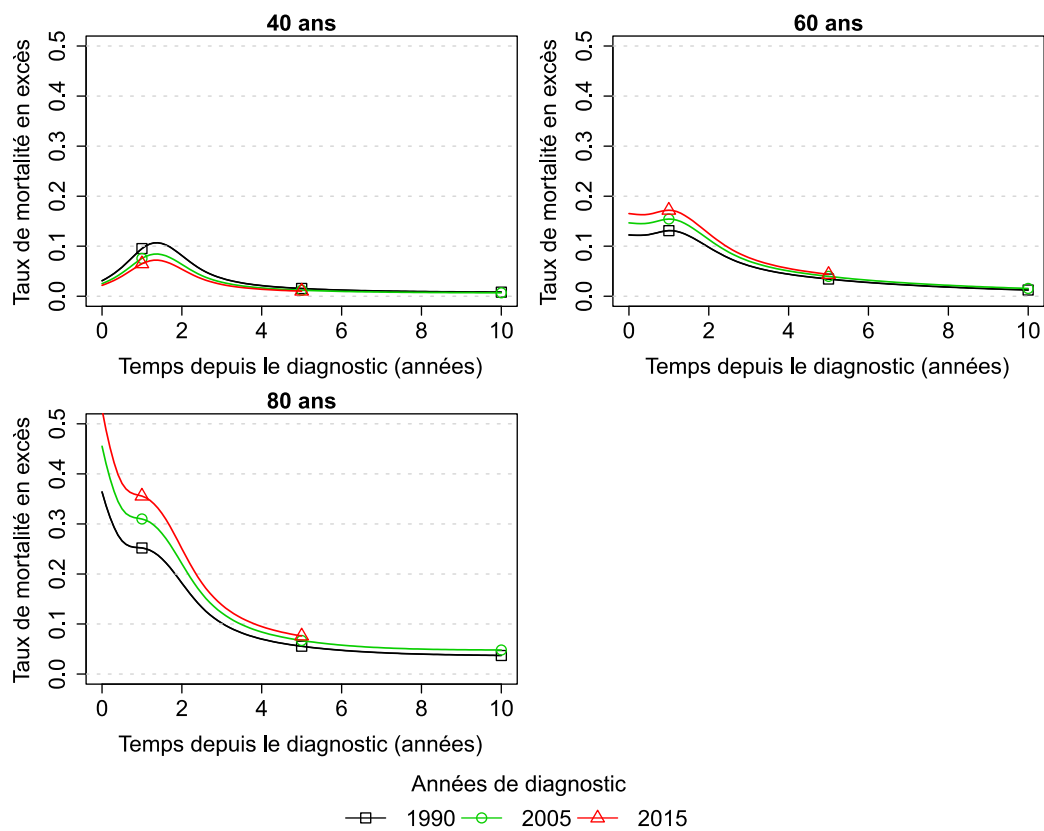 40 ans
Taux de mortalité en excès
0.0 0.1 0.2 0.3 0.4 0.5
0 2 4 6 8 10
Temps depuis le diagnostic (années)
60 ans
Taux de mortalité en excès
0.0 0.1 0.2 0.3 0.4 0.5
0 2 4 6 8 10
Temps depuis le diagnostic (années)
80 ans
Taux de mortalité en excès
0.0 0.1 0.2 0.3 0.4 0.5
0 2 4 6 8 10
Temps depuis le diagnostic (années)
Années de diagnostic
1990 2005 2015